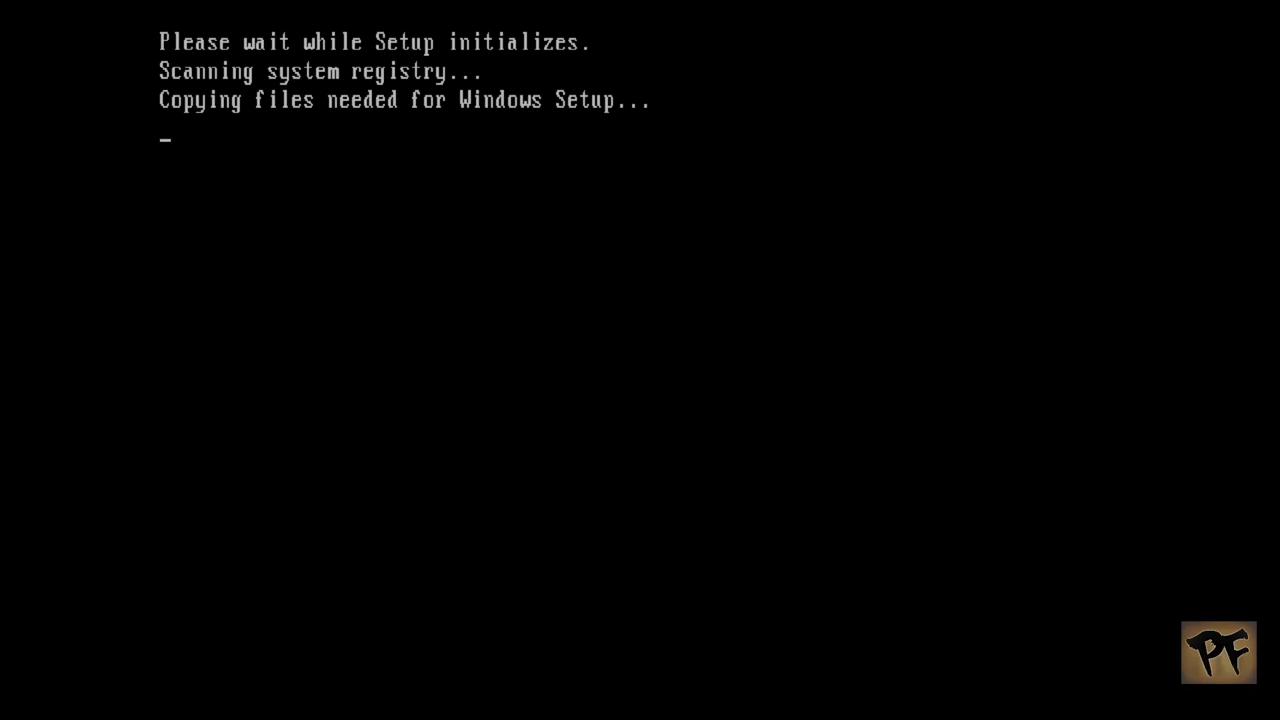 Please wait while Setup initializes.
Scanning system registry...
Copying files needed for Windows Setup...
PF